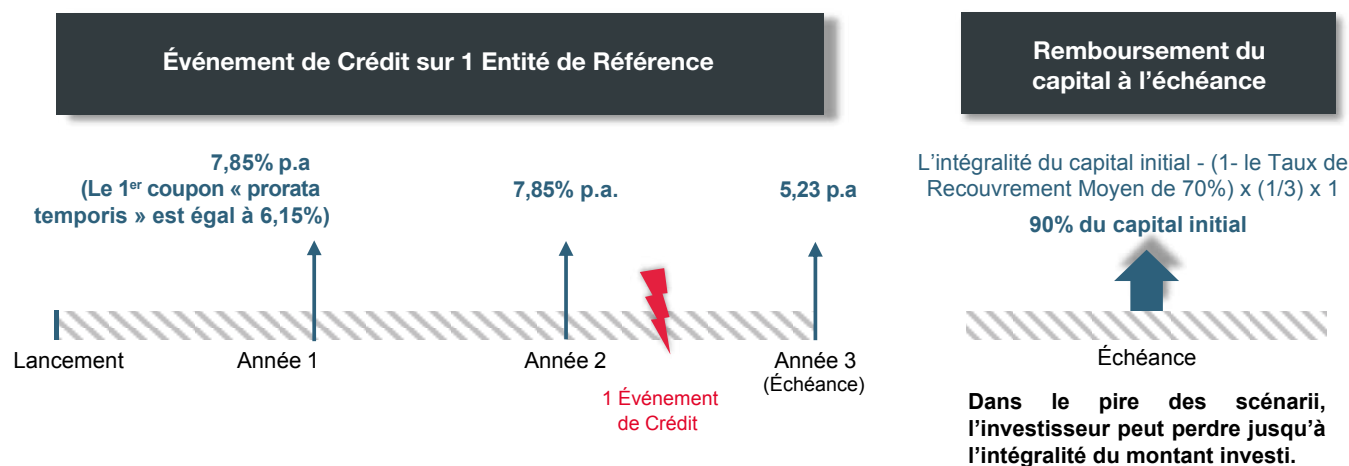 Événement de Crédit sur 1 Entité de Référence
Remboursement du
capital à l’échéance
7,85% p.a
(Le 1er coupon « prorata
temporis » est égal à 6,15%)
7,85% p.a.
5,23 p.a
L’intégralité du capital initial - (1- le Taux de
Recouvrement Moyen de 70%) x (1/3) x 1
90% du capital initial
Lancement
Année 1
Année 2
Année 3
(Échéance)
1 Événement
de Crédit
Échéance
Dans le pire des scénarii,
l’investisseur peut perdre jusqu’à
l’intégralité du montant investi.